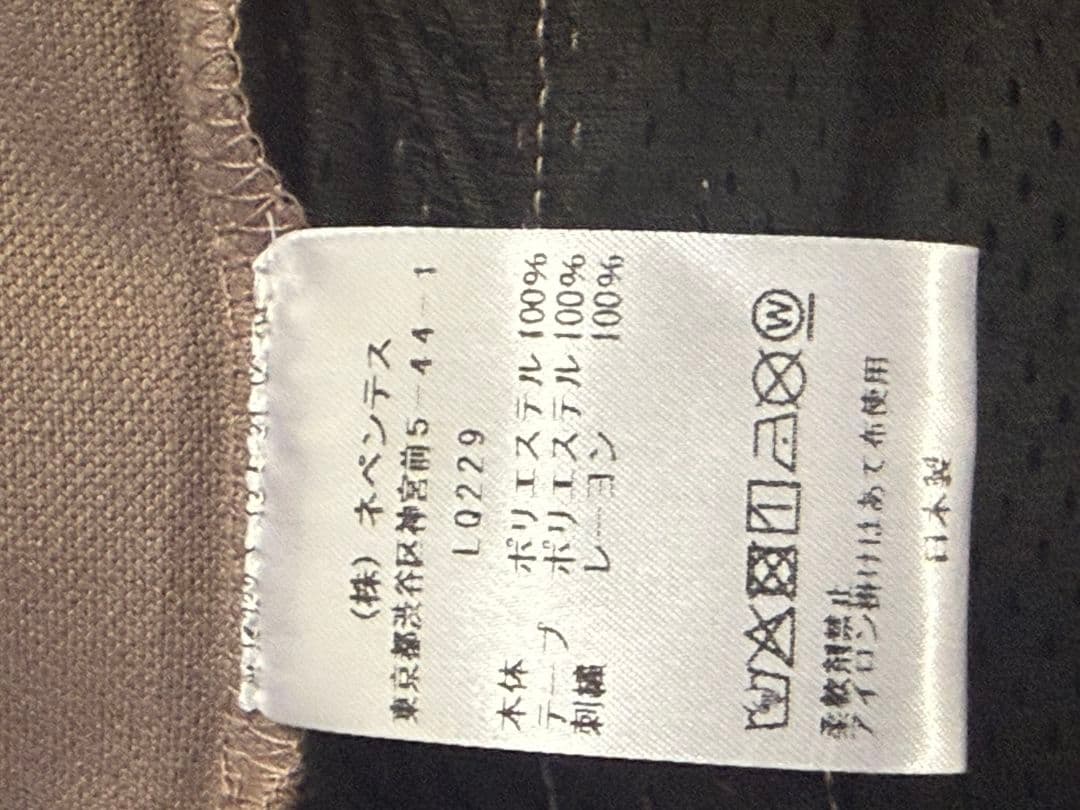 (株) ネペンテス
東京都渋谷区神宮前5-44-1
LQ229
本体 ポリエステル 100%
テープ ポリエステル 100%
刺繍 レーヨン 100%
W
柔軟剤禁止
アイロン掛けはあて布使用
日本製